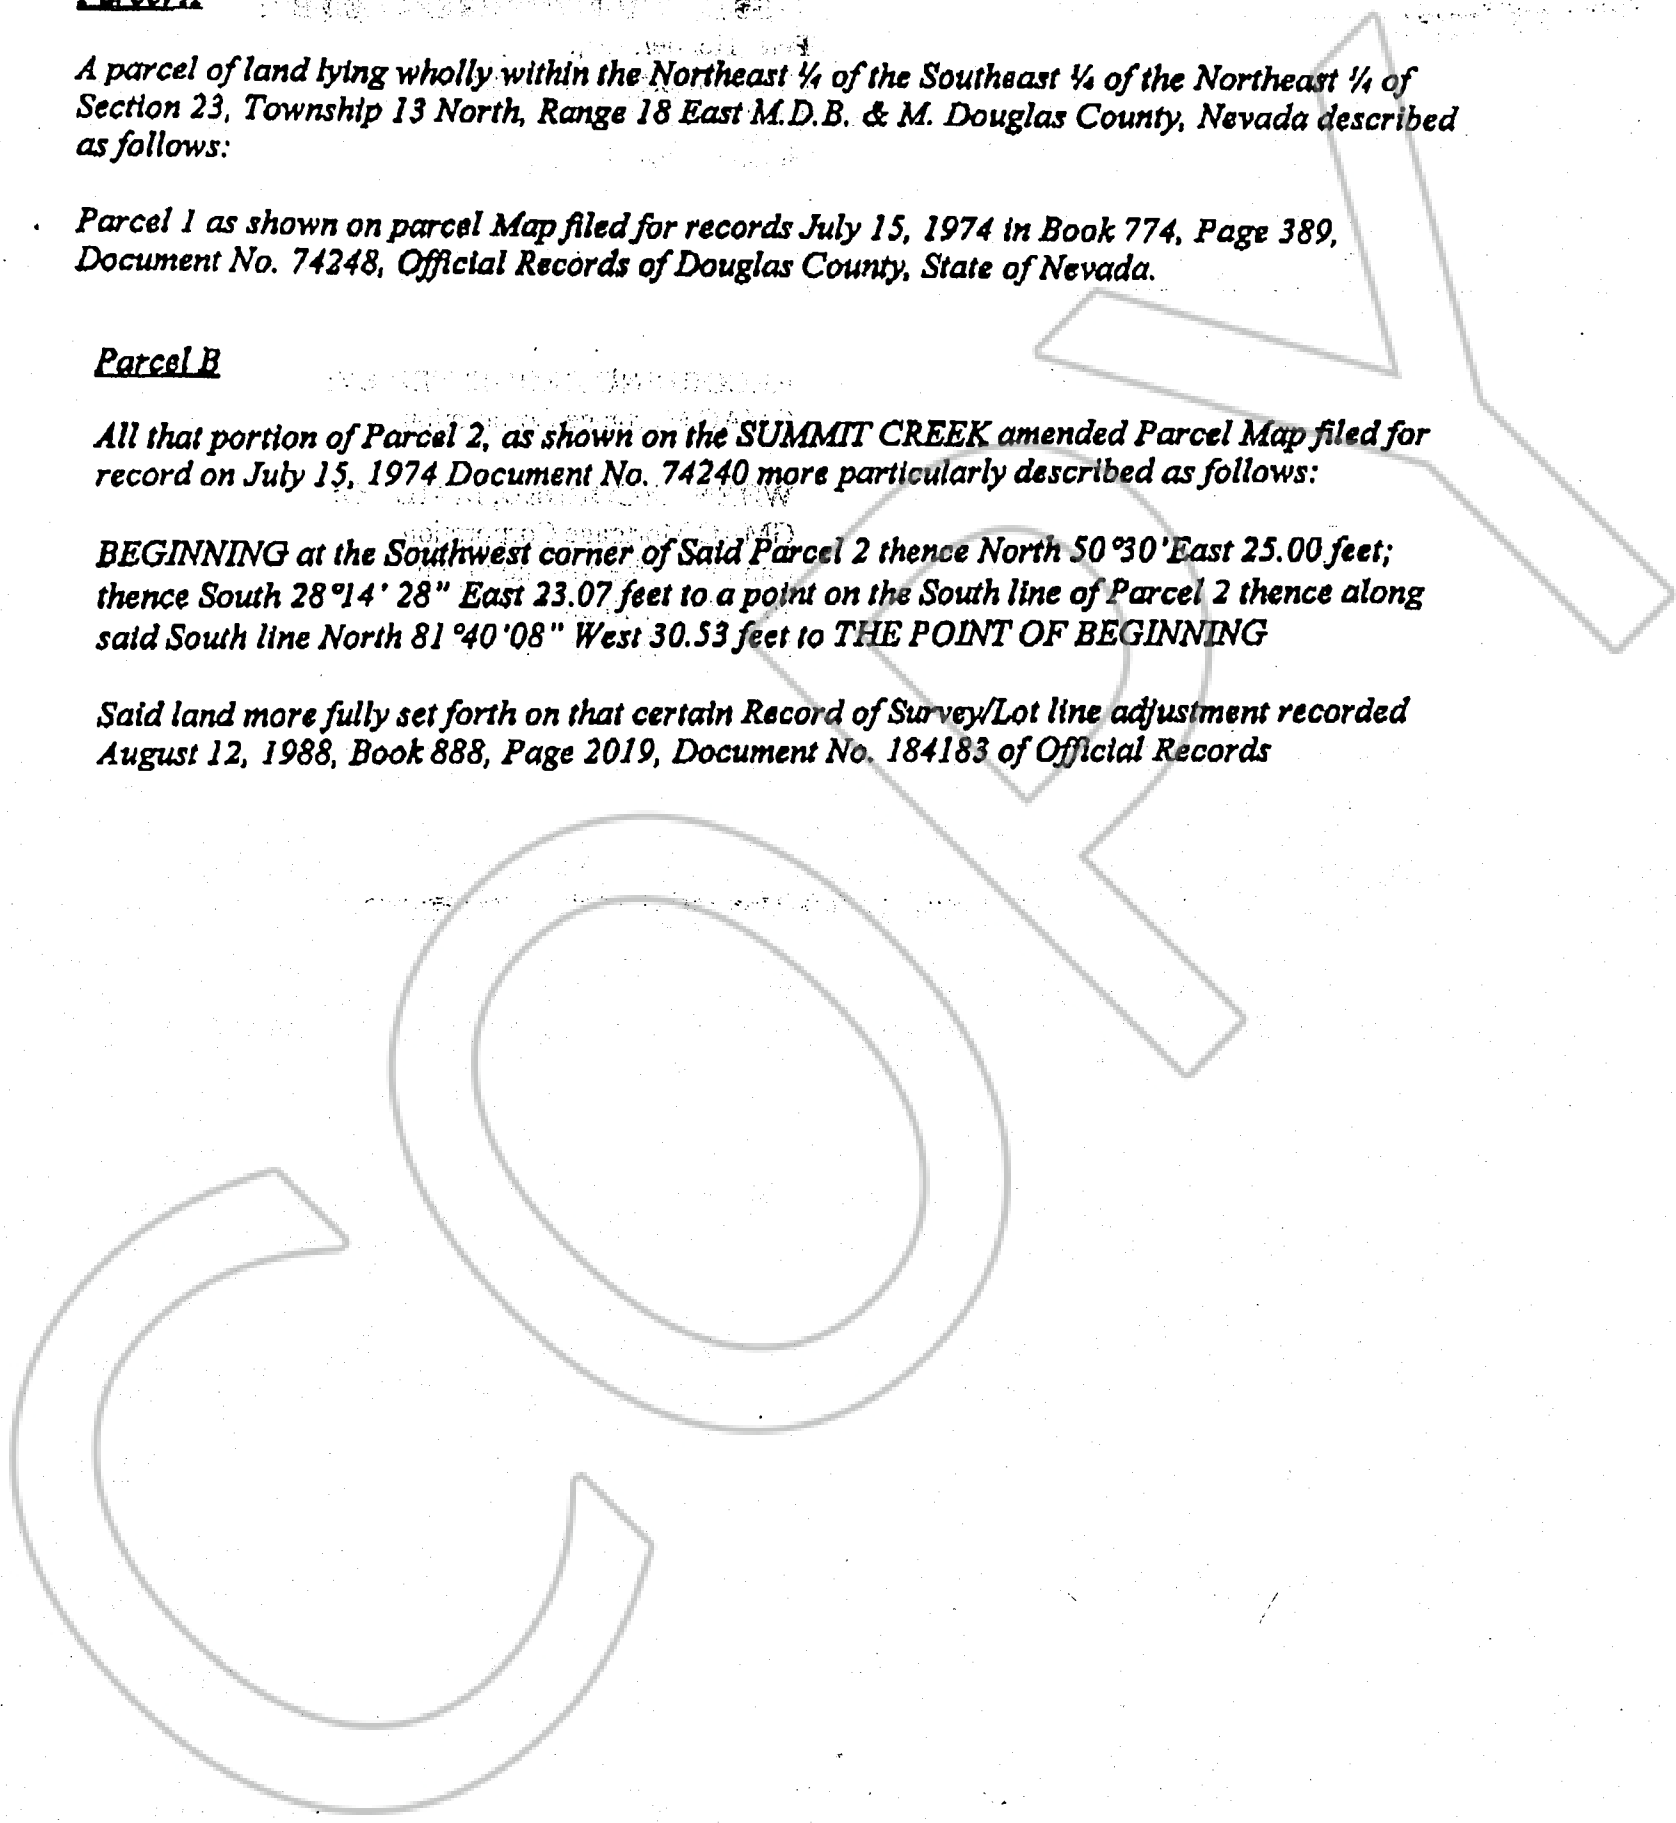 A parcel of land lying wholly within the Northeast ¼ of the Southeast ¼ of the Northeast ¼ of
Section 23, Township 13 North, Range 18 East M.D.B. & M. Douglas County, Nevada described
as follows:
Parcel 1 as shown on parcel Map filed for records July 15, 1974 in Book 774, Page 389,
Document No. 74248, Official Records of Douglas County, State of Nevada.
Parcel B
All that portion of Parcel 2, as shown on the SUMMIT CREEK amended Parcel Map filed for
record on July 15, 1974 Document No. 74240 more particularly described as follows:
BEGINNING at the Southwest corner of Said Parcel 2 thence North 50°30'East 25.00 feet;
thence South 28°14' 28" East 23.07 feet to a point on the South line of Parcel 2 thence along
said South line North 81°40'08" West 30.53 feet to THE POINT OF BEGINNING
Said land more fully set forth on that certain Record of Survey/Lot line adjustment recorded
August 12, 1988, Book 888, Page 2019, Document No. 184183 of Official Records
COPY